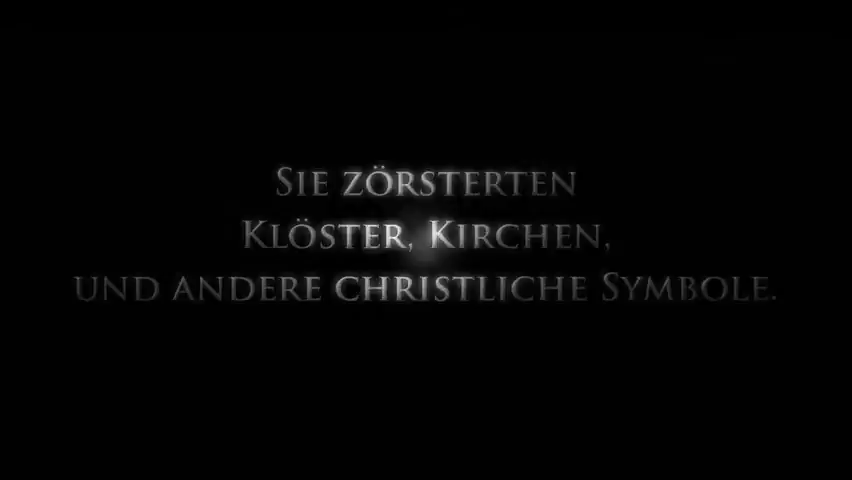 Sie zörsterten
Klöster, Kirchen,
und andere christliche Symbole.